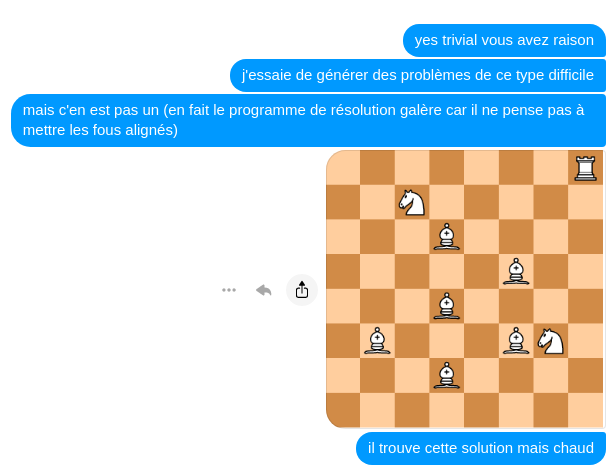 yes trivial vous avez raison
j'essaie de générer des problèmes de ce type difficile
mais c'en est pas un (en fait le programme de résolution galère car il ne pense pas à
mettre les fous alignés)
il trouve cette solution mais chaud